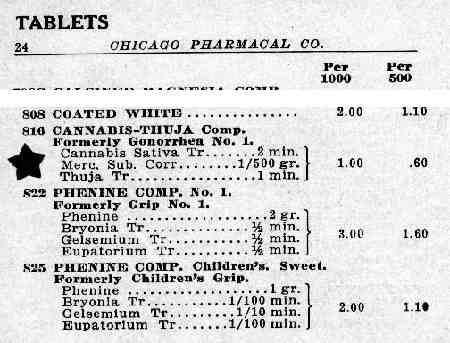 TABLETS
24 CHICAGO PHARMACAL CO.
Per 1000 Per 500
808 COATED WHITE ............... 2.00 1.10
816 CANNABIS-THUJA Comp.
Formerly Gonorrhea No. 1.
Cannabis Sativa Tr.......2 min.
Merc. Sub. Corr........1/500 gr. 1.00 .60
Thuja Tr.................1 min.
822 PHENINE COMP. No. 1.
Formerly Grip No. 1.
Phenine ..................2 gr.
Bryonia Tr..............½ min.
Gelsemium Tr...........½ min. 3.00 1.60
Eupatorium Tr..........½ min.
825 PHENINE COMP. Children's, Sweet.
Formerly Children's Grip.
Phenine ..................1 gr.
Bryonia Tr...........1/100 min.
Gelsemium Tr.......1/10 min. 2.00 1.10
Eupatorium Tr.......1/100 min.